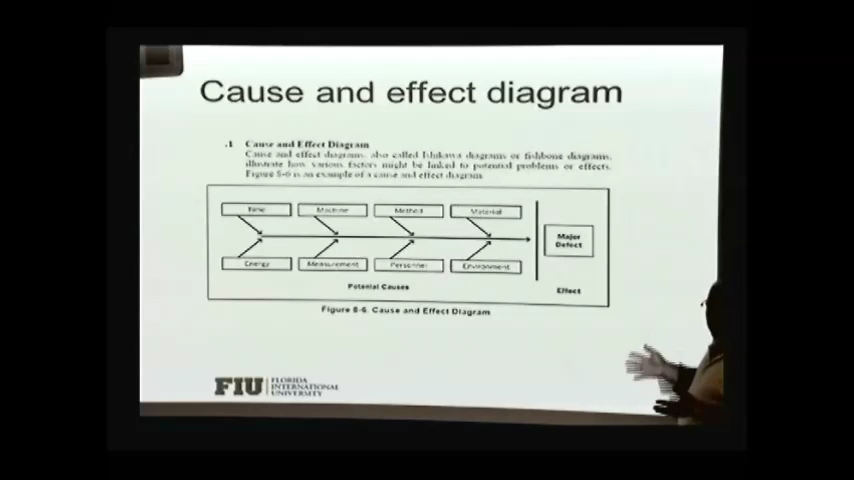 Cause and effect diagram
.1 Cause and Effect Diagram
Cause and effect diagrams, also called Ishikawa diagrams or fishbone diagrams,
illustrate how various factors might be linked to potential problems or effects.
Figure 8-6 is an example of a cause and effect diagram.
Time Machine Method Material
Major
Defect
Energy Measurement Personnel Environment
Potential Causes
Effect
Figure 8-6. Cause and Effect Diagram
FIU FLORIDA
INTERNATIONAL
UNIVERSITY